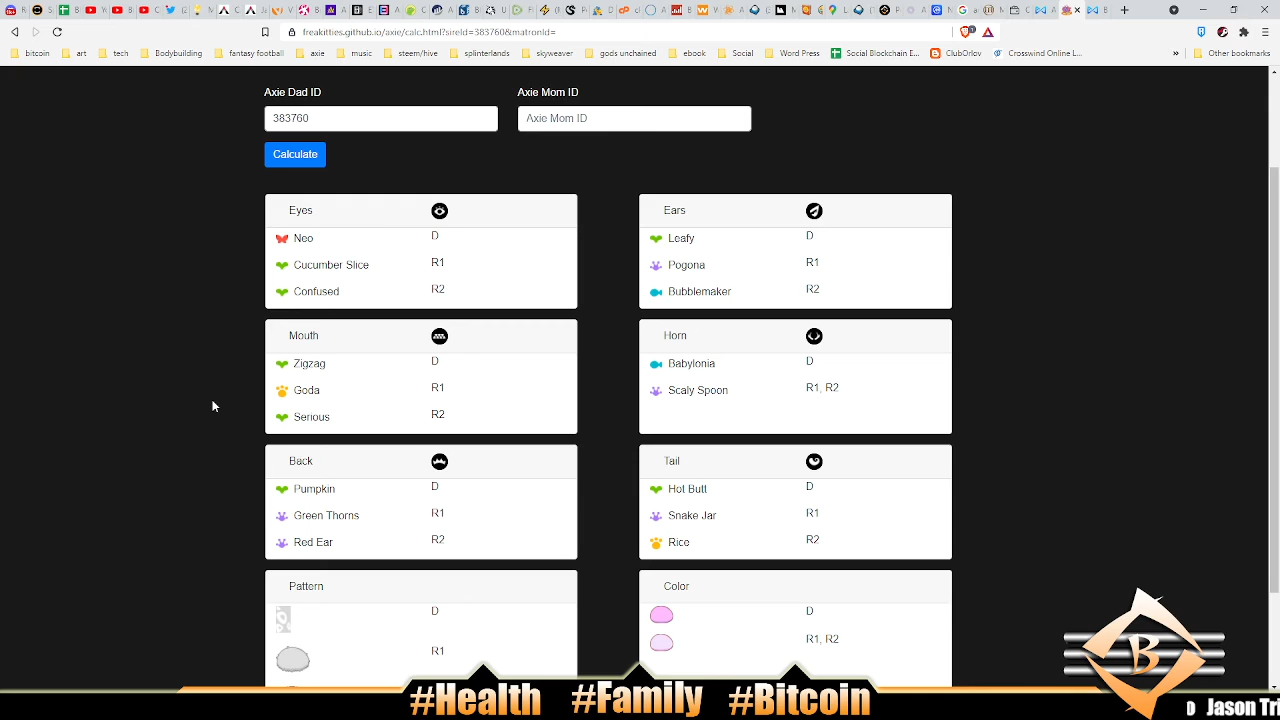 freakitties.github.io/axie/calc.html?sireId=383760&matronId=
bitcoin art tech Bodybuilding fantasy football axie music steem/hive splinterlands skyweaver gods unchained ebook Social Word Press Social Blockchain E... ClubOrlov Crosswind Online L... » Other bookmarks
Axie Dad ID Axie Mom ID
383760 Axie Mom ID
Calculate
Eyes Ears
Neo D Leafy D
Cucumber Slice R1 Pogona R1
Confused R2 Bubblemaker R2
Mouth Horn
Zigzag D Babylonia D
Goda R1 Scaly Spoon R1, R2
Serious R2
Back Tail
Pumpkin D Hot Butt D
Green Thorns R1 Snake Jar R1
Red Ear R2 Rice R2
Pattern Color
D D
R1 R1, R2
#Health #Family #Bitcoin
B
D Jason Tr